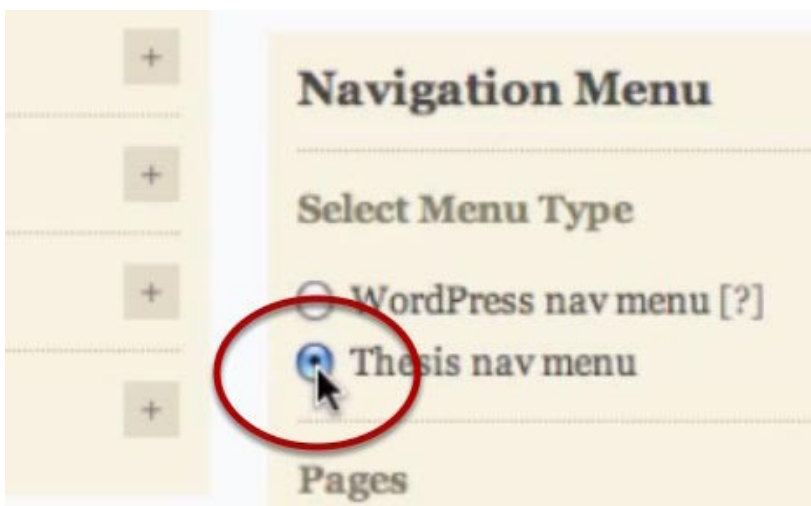 +
+
+
+
Navigation Menu
Select Menu Type
WordPress nav menu [?]
Thesis nav menu
Pages